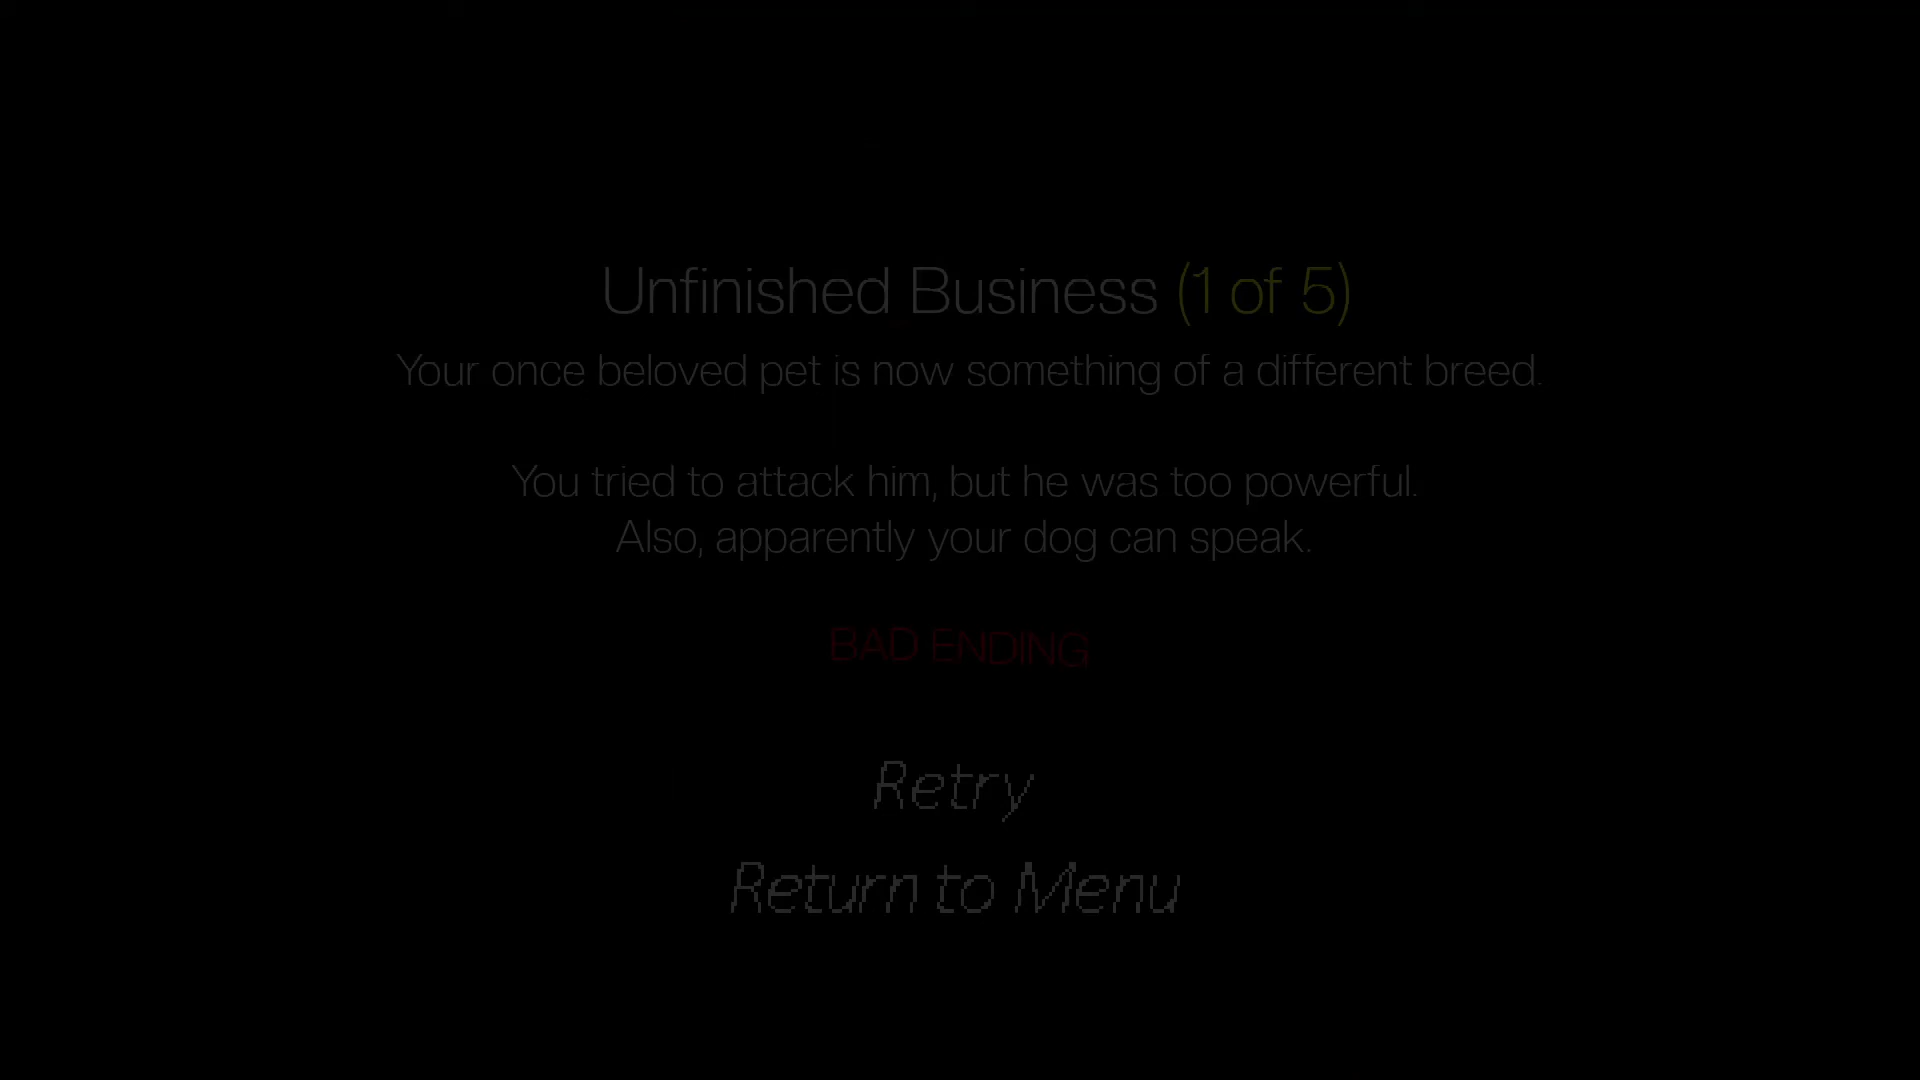 Unfinished Business (1 of 5)
Your once beloved pet is now something of a different breed.
You tried to attack him, but he was too powerful.
Also, apparently your dog can speak.
BAD ENDING
Retry
Return to Menu